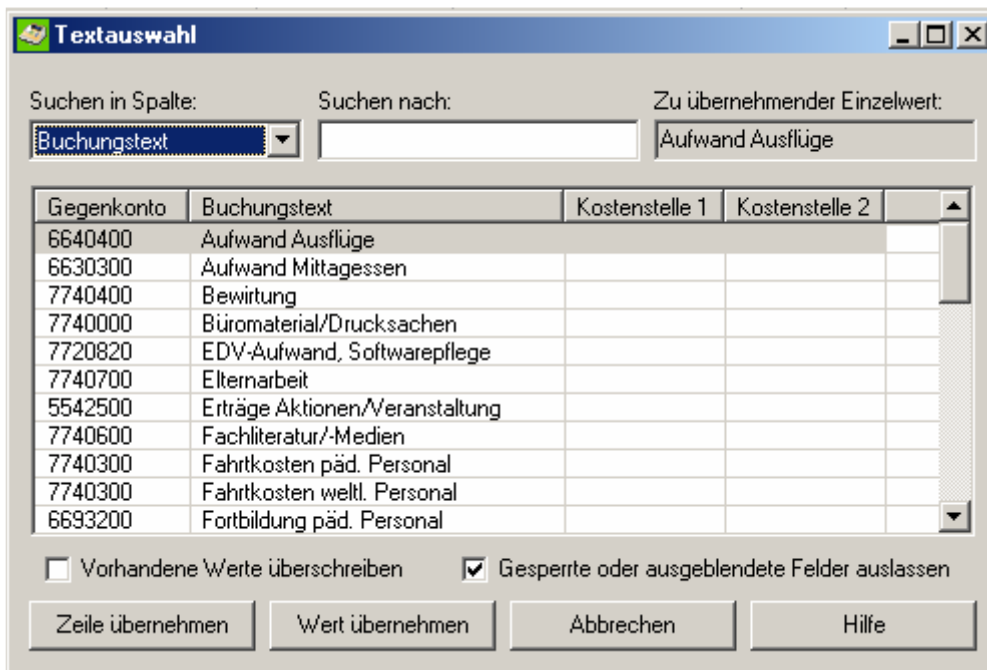 Textauswahl
Suchen in Spalte: Suchen nach: Zu übernehmender Einzelwert:
Buchungstext Aufwand Ausflüge
Gegenkonto Buchungstext Kostenstelle 1 Kostenstelle 2
6640400 Aufwand Ausflüge
6630300 Aufwand Mittagessen
7740400 Bewirtung
7740000 Büromaterial/Drucksachen
7720820 EDV-Aufwand, Softwarepflege
7740700 Elternarbeit
5542500 Erträge Aktionen/Veranstaltung
7740600 Fachliteratur/-Medien
7740300 Fahrtkosten päd. Personal
7740300 Fahrtkosten weltl. Personal
6693200 Fortbildung päd. Personal
Vorhandene Werte überschreiben Gesperrte oder ausgeblendete Felder auslassen
Zeile übernehmen Wert übernehmen Abbrechen Hilfe